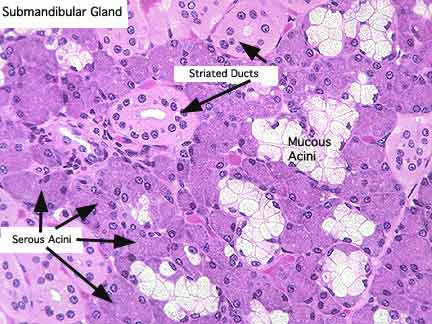 Submandibular Gland
Striated Ducts
Mucous
Acini
Serous Acini